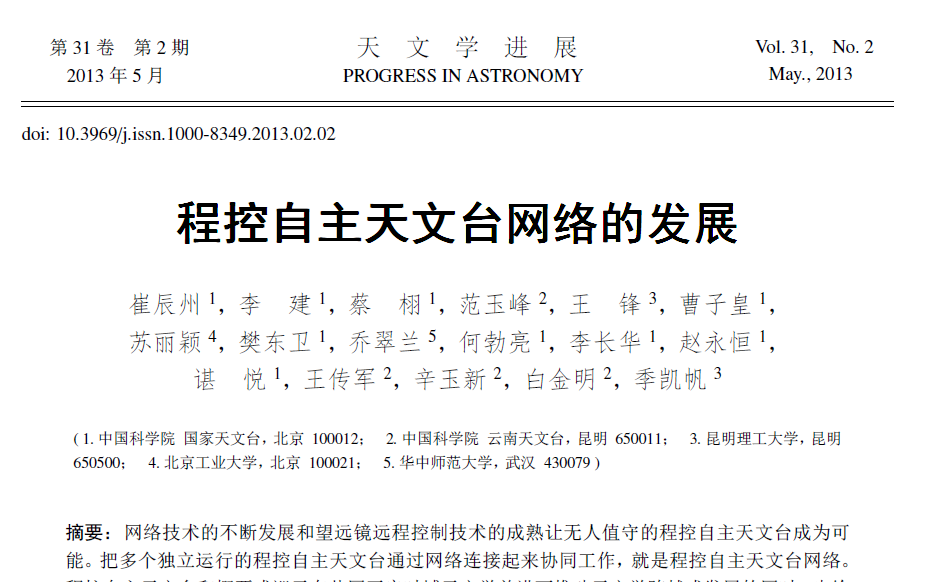 第 31 卷 第 2 期 天文学进展 Vol. 31, No. 2
2013 年 5 月 PROGRESS IN ASTRONOMY May., 2013
doi: 10.3969/j.issn.1000-8349.2013.02.02
程控自主天文台网络的发展
崔辰州 1, 李 建 1, 蔡 栩 1, 范玉峰 2, 王 锋 3, 曹子皇 1,
苏丽颖 4, 樊东卫 1, 乔翠兰 5, 何勃亮 1, 李长华 1, 赵永恒 1,
谌 悦 1, 王传军 2, 辛玉新 2, 白金明 2, 季凯帆 3
( 1. 中国科学院 国家天文台, 北京 100012; 2. 中国科学院 云南天文台, 昆明 650011; 3. 昆明理工大学, 昆明
650500; 4. 北京工业大学, 北京 100021; 5. 华中师范大学, 武汉 430079 )
摘要：网络技术的不断发展和望远镜远程控制技术的成熟让无人值守的程控自主天文台成为可
能。把多个独立运行的程控自主天文台通过网络连接起来协同工作, 就是程控自主天文台网络。